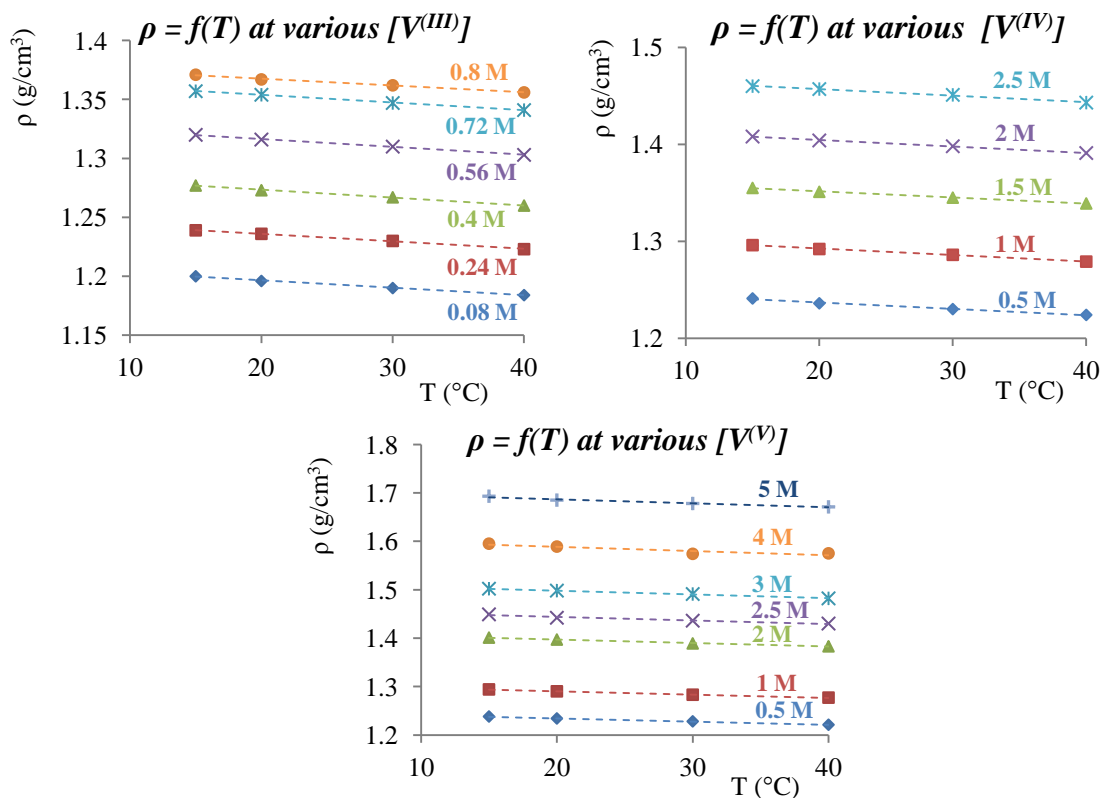 ρ = f(T) at various [V(III)]
ρ (g/cm³)
1.4
1.35
1.3
1.25
1.2
1.15
0.8 M
0.72 M
0.56 M
0.4 M
0.24 M
0.08 M
10 20 30 40
T (°C)
ρ = f(T) at various [V(IV)]
ρ (g/cm³)
1.5
1.4
1.3
1.2
2.5 M
2 M
1.5 M
1 M
0.5 M
10 20 30 40
T (°C)
ρ = f(T) at various [V(V)]
ρ (g/cm³)
1.8
1.7
1.6
1.5
1.4
1.3
1.2
5 M
4 M
3 M
2.5 M
2 M
1 M
0.5 M
10 20 30 40
T (°C)